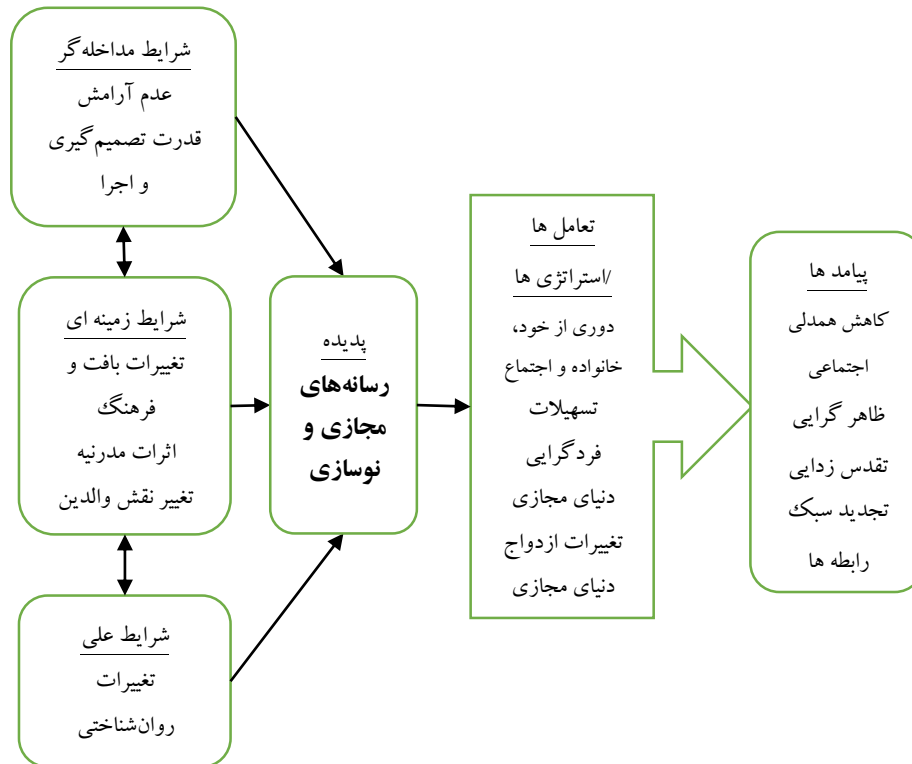 شرایط مداخله‌گر
عدم آرامش
قدرت تصمیم‌گیری
و اجرا
شرایط زمینه ای
تغییرات بافت و
فرهنگ
اثرات مدرنیه
تغییر نقش والدین
شرایط علی
تغییرات
روان‌شناختی
پدیده
رسانه‌های
مجازی و
نوسازی
تعامل ها
/استراتژی ها
دوری از خود،
خانواده و اجتماع
تسهیلات
فردگرایی
دنیای مجازی
تغییرات ازدواج
دنیای مجازی
پیامد ها
کاهش همدلی
اجتماعی
ظاهر گرایی
تقدس زدایی
تجدید سبک
رابطه ها